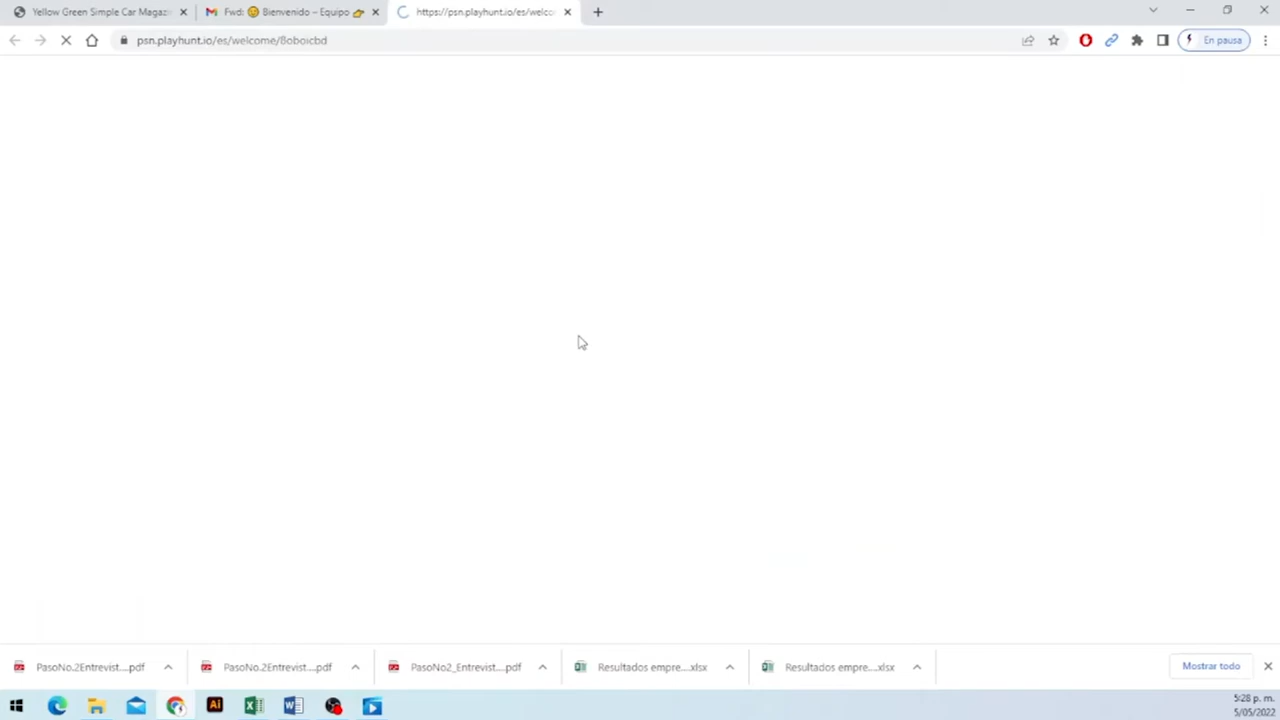 Yellow Green Simple Car Magazi
Fwd: 😊 Bienvenido – Equipo 👉
https://psn.playhunt.io/es/welco
psn.playhunt.io/es/welcome/8oboicbd
En pausa
PasoNo.2Entrevist....pdf
PasoNo.2Entrevist....pdf
PasoNo2_Entrevist....pdf
Resultados empre....xlsx
Resultados empre....xlsx
Mostrar todo
Ai
5:28 p. m.
5/05/2022